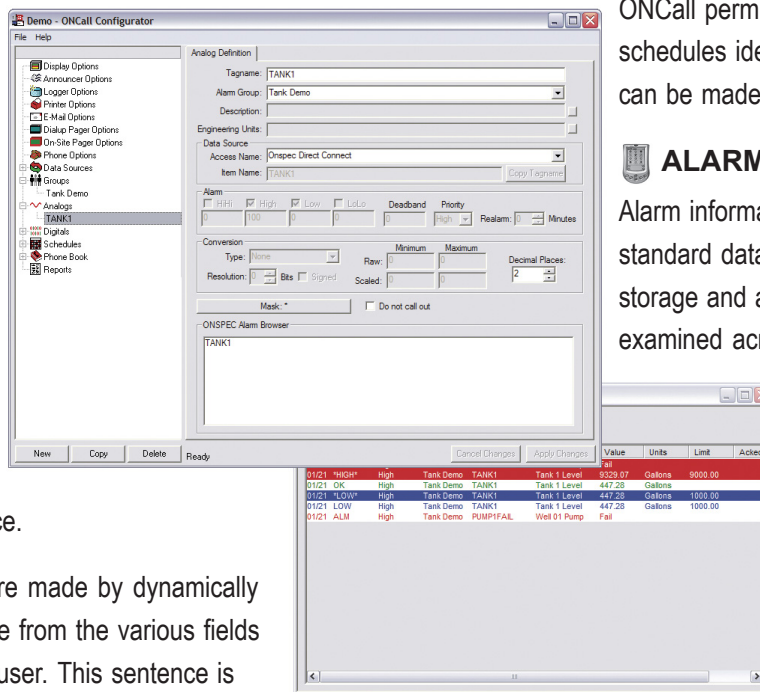 Demo - ONCall Configurator
File Help
Display Options
Announcer Options
Logger Options
Printer Options
E-Mail Options
Dialup Pager Options
On-Site Pager Options
Phone Options
Data Sources
Groups
Tank Demo
Analogs
TANK1
Digitals
Schedules
Phone Book
Reports
New Copy Delete
Analog Definition
Tagname: TANK1
Alarm Group: Tank Demo
Description:
Engineering Units:
Data Source
Access Name: Onspec Direct Connect
Item Name: TANK1 Copy Tagname
Alarm
HiHi High Low LoLo Deadband Priority
0 100 0 0 0 High Realarm: 0 Minutes
Conversion
Minimum Maximum
Type: None Raw: 0 0 Decimal Places:
2
Resolution: 0 Bits Signed Scaled: 0 0
Mask: * Do not call out
ONSPEC Alarm Browser
TANK1
Ready Cancel Changes Apply Changes
ONCall perm
schedules ide
can be made
ALARM
Alarm informa
standard data
storage and a
examined acr
Value Units Limit Acked
Fail
01/21 *HIGH* High Tank Demo TANK1 Tank 1 Level 9329.07 Gallons 9000.00
01/21 OK High Tank Demo TANK1 Tank 1 Level 447.28 Gallons
01/21 *LOW* High Tank Demo TANK1 Tank 1 Level 447.28 Gallons 1000.00
01/21 LOW High Tank Demo TANK1 Tank 1 Level 447.28 Gallons 1000.00
01/21 ALM High Tank Demo PUMP1FAIL Well 01 Pump Fail
ce.
re made by dynamically
e from the various fields
user. This sentence is